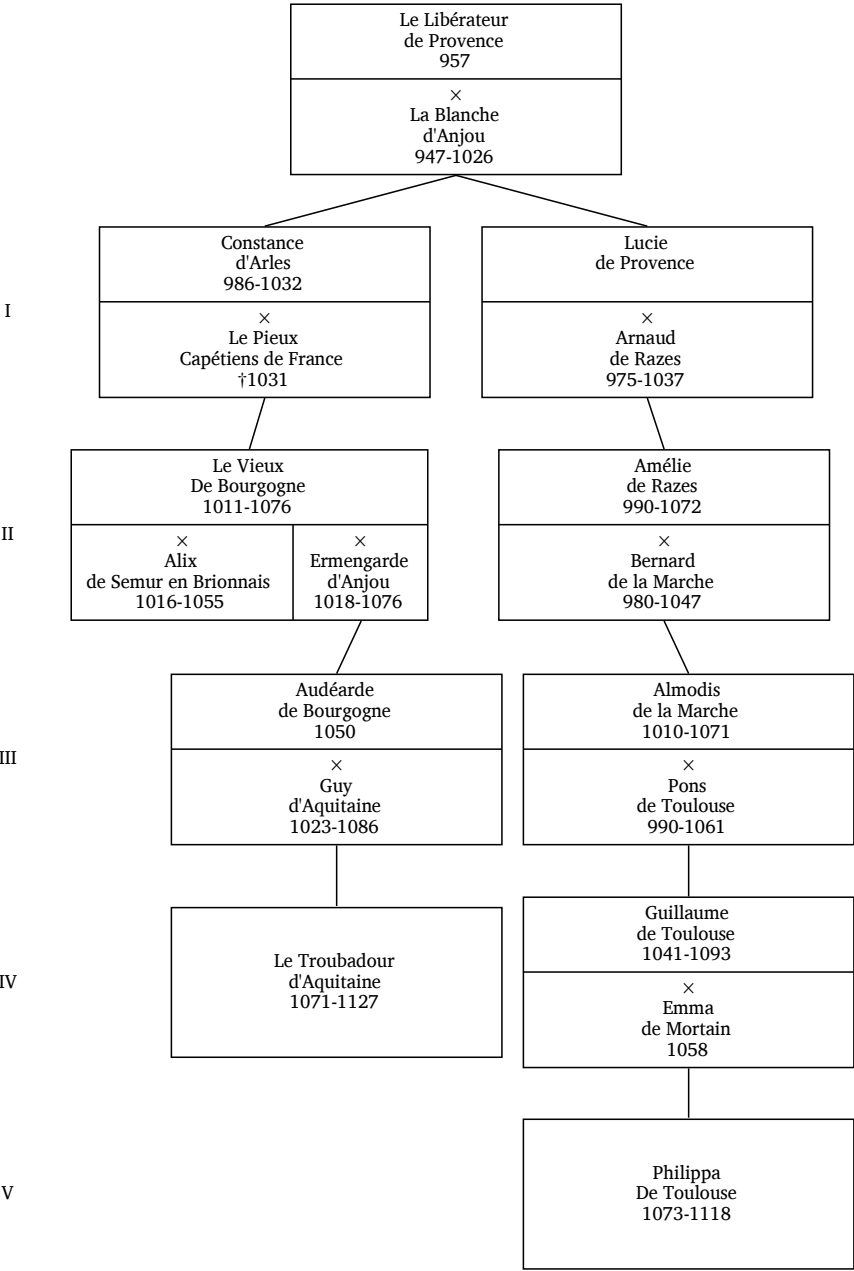 Le Libérateur
de Provence
957
×
La Blanche
d'Anjou
947-1026
I
Constance
d'Arles
986-1032
×
Le Pieux
Capétiens de France
†1031
Lucie
de Provence
×
Arnaud
de Razes
975-1037
II
Le Vieux
De Bourgogne
1011-1076
×
Alix
de Semur en Brionnais
1016-1055
×
Ermengarde
d'Anjou
1018-1076
Amélie
de Razes
990-1072
×
Bernard
de la Marche
980-1047
III
Audéarde
de Bourgogne
1050
×
Guy
d'Aquitaine
1023-1086
Almodis
de la Marche
1010-1071
×
Pons
de Toulouse
990-1061
IV
Le Troubadour
d'Aquitaine
1071-1127
Guillaume
de Toulouse
1041-1093
×
Emma
de Mortain
1058
V
Philippa
De Toulouse
1073-1118